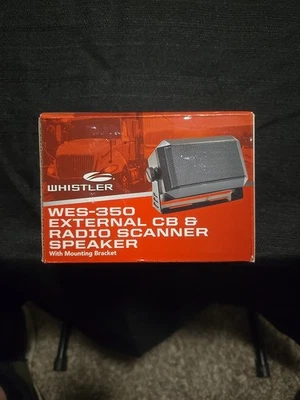 WHISTLER
WES-350
EXTERNAL CB &
RADIO SCANNER
SPEAKER
With Mounting Bracket